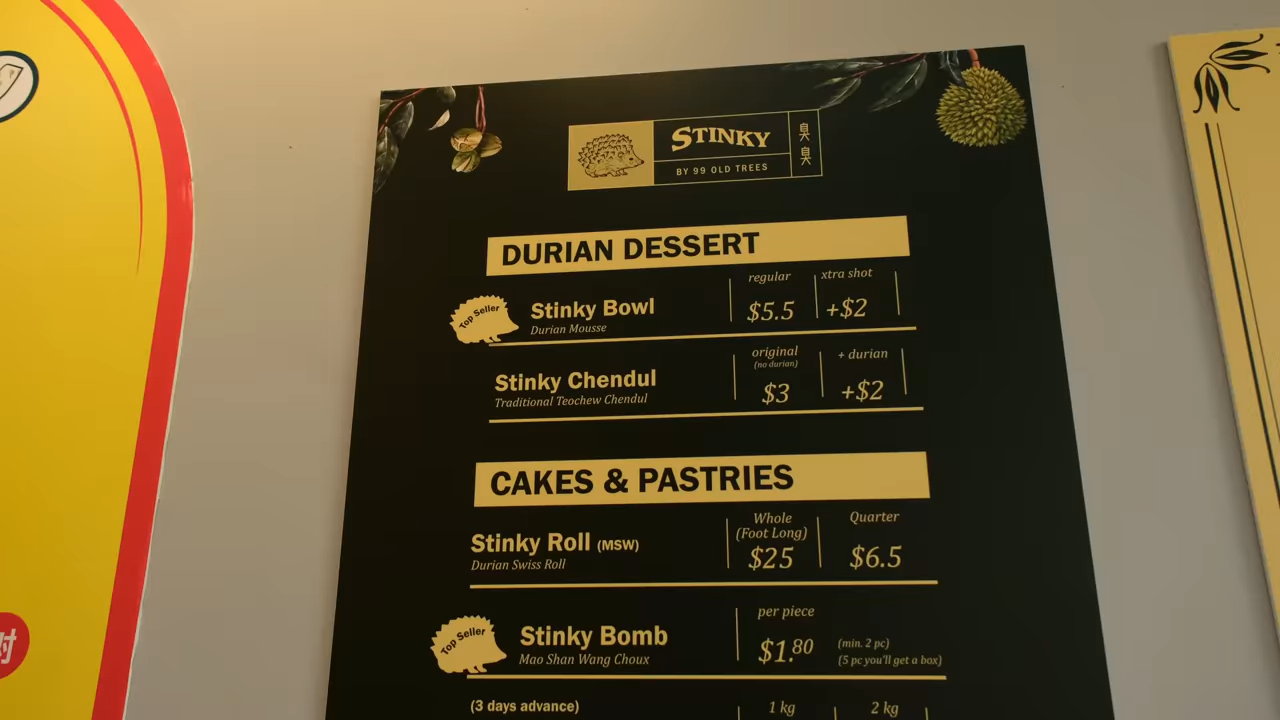 STINKY
BY 99 OLD TREES
臭
臭
DURIAN DESSERT
regular xtra shot
Top Seller Stinky Bowl $5.5 +$2
Durian Mousse
original + durian
(no durian)
Stinky Chendul $3 +$2
Traditional Teochew Chendul
CAKES & PASTRIES
Whole Quarter
(Foot Long)
Stinky Roll (MSW) $25 $6.5
Durian Swiss Roll
per piece
Top Seller Stinky Bomb $1.80 (min. 2 pc)
Mao Shan Wang Choux (5 pc you'll get a box)
(3 days advance) 1 kg 2 kg